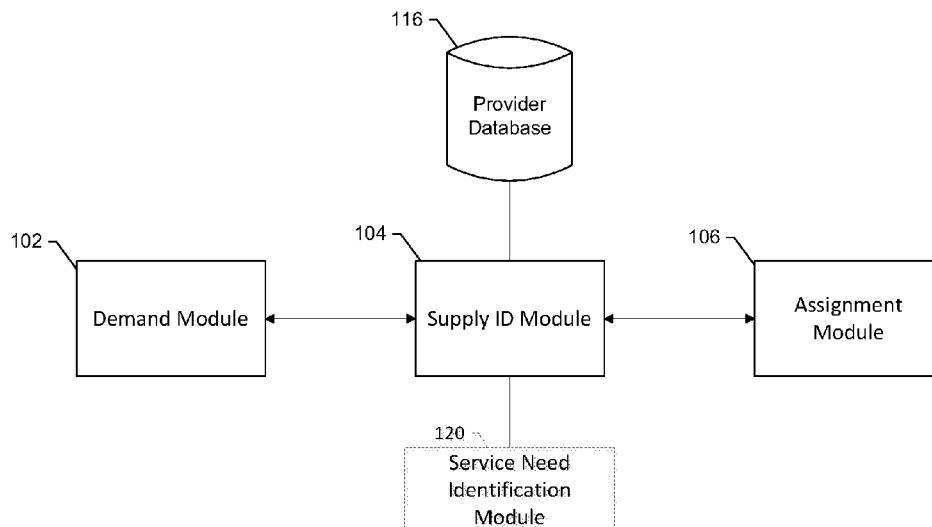 116
Provider
Database
102
104
106
Demand Module
Supply ID Module
Assignment
Module
120
Service Need
Identification
Module